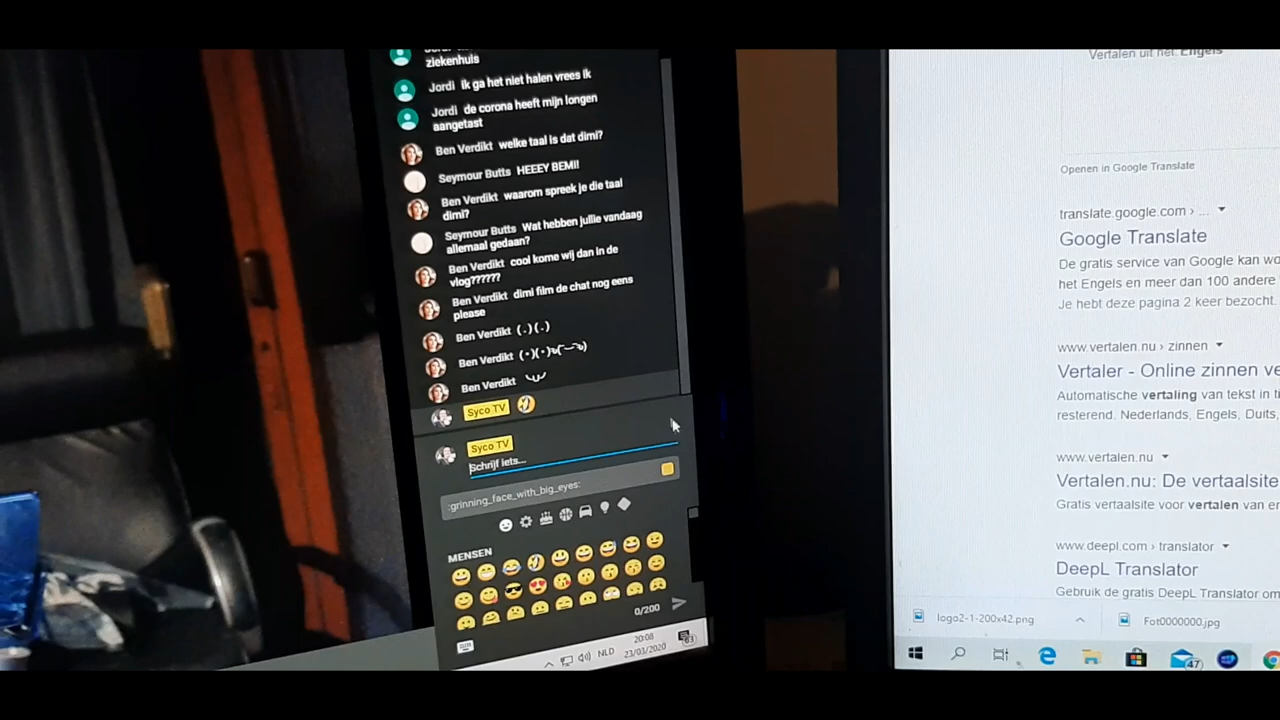 ziekenhuis
Jordi ik ga het niet halen vrees ik
Jordi de corona heeft mijn longen
aangetast
Ben Verdikt welke taal is dat dimi?
Seymour Butts HEEEY BEMI!
Ben Verdikt waarom spreek je die taal
dimi?
Seymour Butts Wat hebben jullie vandaag
allemaal gedaan?
Ben Verdikt cool kome wij dan in de
vlog??????
Ben Verdikt dimi film de chat nog eens
please
Ben Verdikt (.)(.)
Ben Verdikt
Ben Verdikt
Syco TV 🤣
Syco TV
Schrijf iets...
:grinning_face_with_big_eyes:
MENSEN
0/200
NLD
20:08
23/03/2020
63
Vertalen uit het Engels
Openen in Google Translate
translate.google.com › ...
Google Translate
De gratis service van Google kan
het Engels en meer dan 100 andere
Je hebt deze pagina 2 keer bezocht.
www.vertalen.nu › zinnen
Vertaler - Online zinnen
Automatische vertaling van tekst in
resterend. Nederlands, Engels, Duits,
www.vertalen.nu
Vertalen.nu: De vertaalsite
Gratis vertaalsite voor vertalen van
www.deepl.com › translator
DeepL Translator
Gebruik de gratis DeepL Translator
logo2-1-200x42.png
Fot0000000.jpg
47